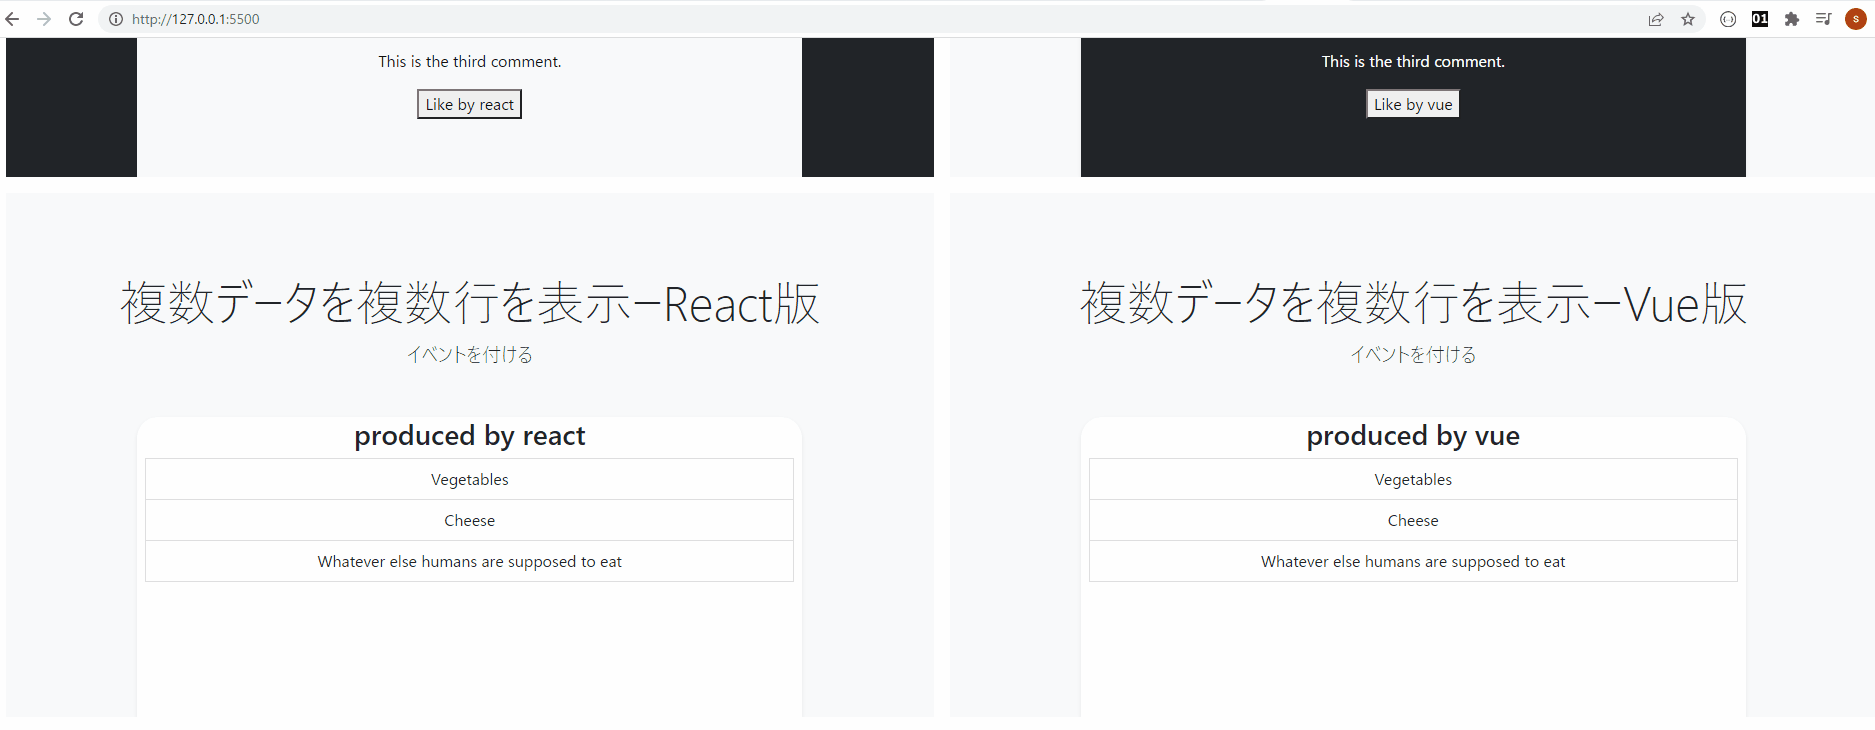 http://127.0.0.1:5500
01
s
This is the third comment.
Like by react
This is the third comment.
Like by vue
複数データを複数行を表示ーReact版
イベントを付ける
produced by react
Vegetables
Cheese
Whatever else humans are supposed to eat
複数データを複数行を表示ーVue版
イベントを付ける
produced by vue
Vegetables
Cheese
Whatever else humans are supposed to eat